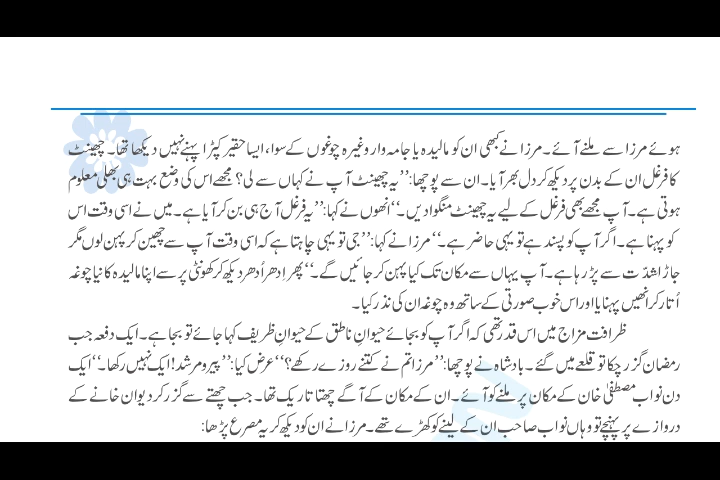 ہوئے مرزا سے ملنے آئے۔ مرزا نے کبھی ان کو مالیدہ یا جامہ وار وغیرہ چوغوں کے سوا، ایسا حقیر کپڑا پہنے نہیں دیکھا تھا۔ چھینٹ
کا فرغل ان کے بدن پر دیکھ کر دل بھر آیا۔ ان سے پوچھا: ’’یہ چھینٹ آپ نے کہاں سے لی؟ مجھے اس کی وضع بہت ہی بھلی معلوم
ہوتی ہے۔ آپ مجھے بھی فرغل کے لیے یہ چھینٹ منگوا دیں۔‘‘ انھوں نے کہا: ’’یہ فرغل آج ہی بن کر آیا ہے۔ میں نے اسی وقت اس
کو پہنا ہے۔ اگر آپ کو پسند ہے تو یہی حاضر ہے۔‘‘ مرزا نے کہا: ’’جی تو یہی چاہتا ہے کہ اسی وقت آپ سے چھین کر پہن لوں مگر
جاڑا شدّت سے پڑ رہا ہے۔ آپ یہاں سے مکان تک کیا پہن کر جائیں گے۔‘‘ پھر اِدھر اُدھر دیکھ کر کھونٹی پر سے اپنا مالیدہ کا نیا چوغہ
اُتار کر انھیں پہنایا اور اس خوب صورتی کے ساتھ وہ چوغہ ان کی نذر کیا۔
ظرافت مزاج میں اس قدر تھی کہ اگر آپ کو بجائے حیوانِ ناطق کے حیوانِ ظریف کہا جائے تو بجا ہے۔ ایک دفعہ جب
رمضان گزر چکا تو قلعے میں گئے۔ بادشاہ نے پوچھا: ’’مرزا تم نے کتنے روزے رکھے؟‘‘ عرض کیا: ’’پیر و مرشد! ایک نہیں رکھا۔‘‘ ایک
دن نواب مصطفیٰ خان کے مکان پر ملنے کو آئے۔ ان کے مکان کے آگے چھتا تاریک تھا۔ جب چھتے سے گزر کر دیوان خانے کے
دروازے پر پہنچے تو وہاں نواب صاحب ان کے لینے کو کھڑے تھے۔ مرزا نے ان کو دیکھ کر یہ مصرع پڑھا: